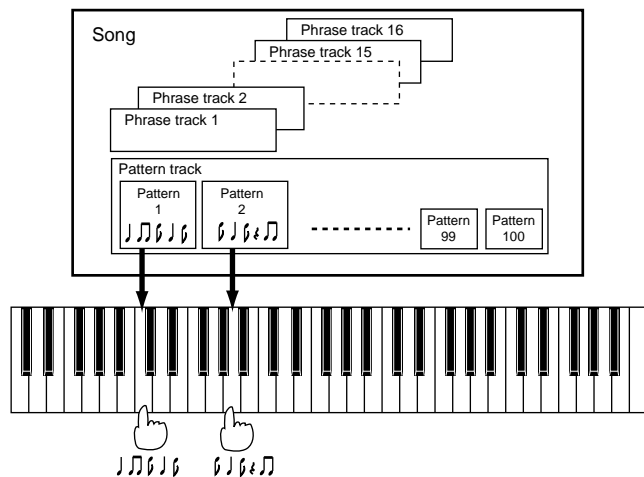 Song
Phrase track 16
Phrase track 15
Phrase track 2
Phrase track 1
Pattern track
Pattern
1
Pattern
2
Pattern
99
Pattern
100